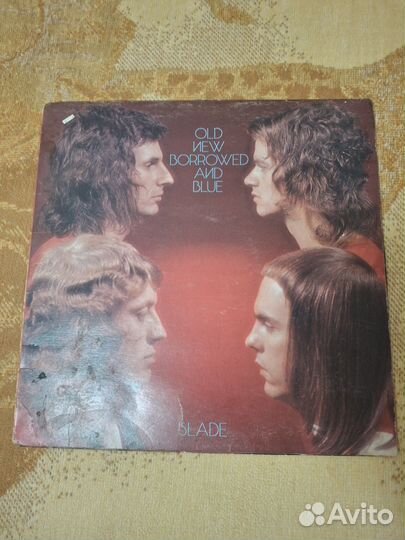 OLD
NEW
BORROWED
AND
BLUE
SLADE
Avito